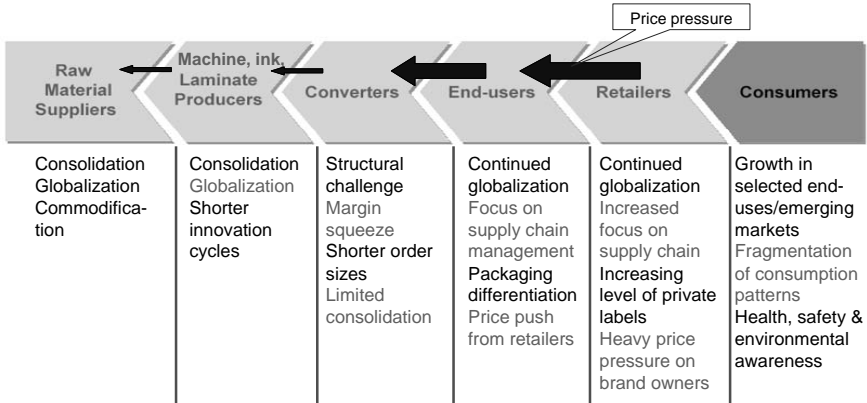 Price pressure
Raw
Material
Suppliers
Machine, ink,
Laminate
Producers
Converters
End-users
Retailers
Consumers
Consolidation
Globalization
Commodifica-
tion
Consolidation
Globalization
Shorter
innovation
cycles
Structural
challenge
Margin
squeeze
Shorter order
sizes
Limited
consolidation
Continued
globalization
Focus on
supply chain
management
Packaging
differentiation
Price push
from retailers
Continued
globalization
Increased
focus on
supply chain
Increasing
level of private
labels
Heavy price
pressure on
brand owners
Growth in
selected end-
uses/emerging
markets
Fragmentation
of consumption
patterns
Health, safety &
environmental
awareness